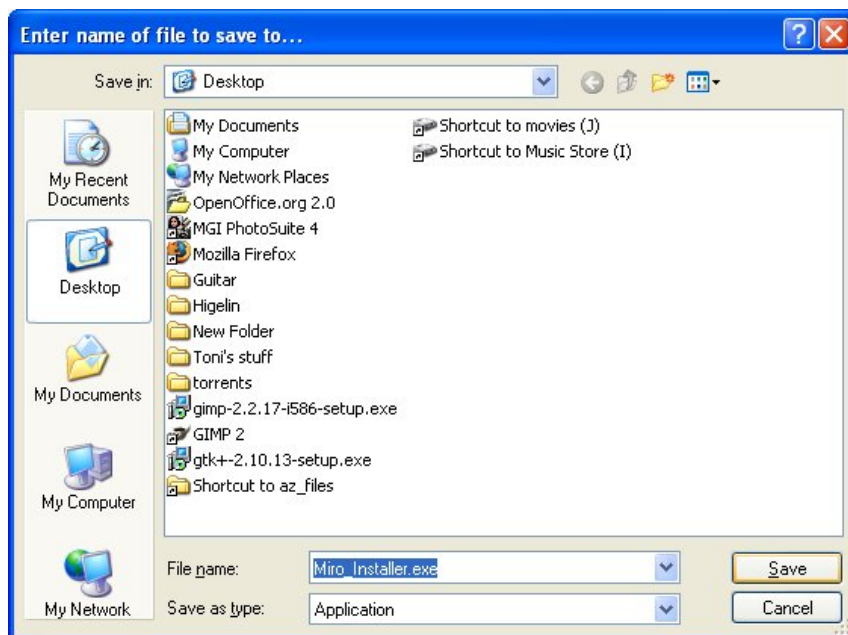 Enter name of file to save to...
Save in:
Desktop
My Recent
Documents
Desktop
My Documents
My Computer
My Network
My Documents
My Computer
My Network Places
OpenOffice.org 2.0
MGI PhotoSuite 4
Mozilla Firefox
Guitar
Higelin
New Folder
Toni's stuff
torrents
gimp-2.2.17-i586-setup.exe
GIMP 2
gtk+-2.10.13-setup.exe
Shortcut to az_files
Shortcut to movies (J)
Shortcut to Music Store (I)
File name:
Miro_Installer.exe
Save
Save as type:
Application
Cancel